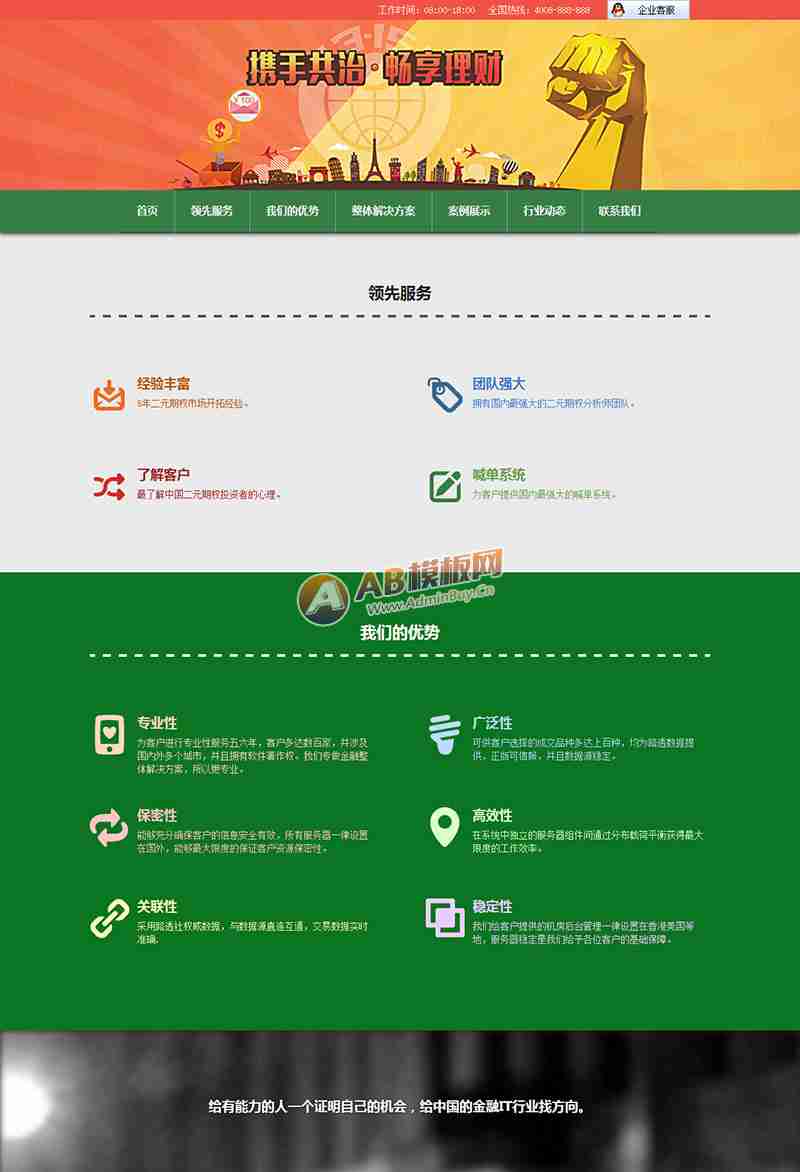 工作时间：08:00-18:00 全国热线：4008-888-888 企业客服
3-15
携手共治·畅享理财
¥100
$
首页 领先服务 我们的优势 整体解决方案 案例展示 行业动态 联系我们
领先服务
经验丰富
8年二元期权市场开拓经验。
团队强大
拥有国内最强大的二元期权分析师团队。
了解客户
最了解中国二元期权投资者的心理。
喊单系统
为客户提供国内最强大的喊单系统。
AB模板网
www.AdminBuy.Cn
我们的优势
专业性
为客户进行专业性服务五六年，客户多达数百家，并涉及
国内外多个城市，并且拥有软件著作权。我们专做金融整
体解决方案，所以更专业。
广泛性
可供客户选择的成交品种多达上百种，均为路透数据提
供，正版可信赖，并且数据源稳定。
保密性
能够充分确保客户的信息安全有效，所有服务器一律设置
在国外，能够最大限度的保证客户资源保密性。
高效性
在系统中独立的服务器组件间通过分布载荷平衡获得最大
限度的工作效率。
关联性
采用路透社权威数据，与数据源直连互通，交易数据实时
准确.
稳定性
我们给客户提供的机房后台管理一律设置在香港美国等
地，服务器稳定是我们给予各位客户的基础保障。
给有能力的人一个证明自己的机会，给中国的金融IT行业找方向。